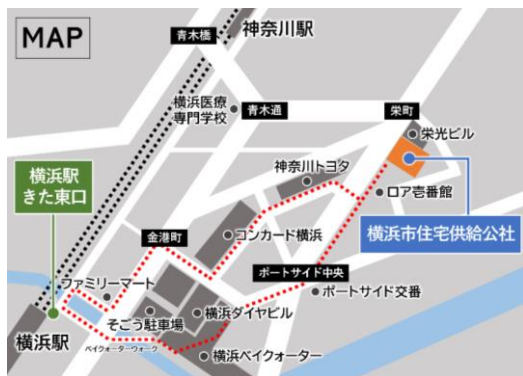 MAP
神奈川駅
青木橋
横浜医療
専門学校
青木通
栄町
栄光ビル
神奈川トヨタ
横浜駅
きた東口
ロア壱番館
横浜市住宅供給公社
金港町
コンカード横浜
ポートサイド中央
ファミリーマート
ポートサイド交番
そごう駐車場
横浜ダイヤビル
横浜駅
ベイクォーターウォーク
横浜ベイクォーター